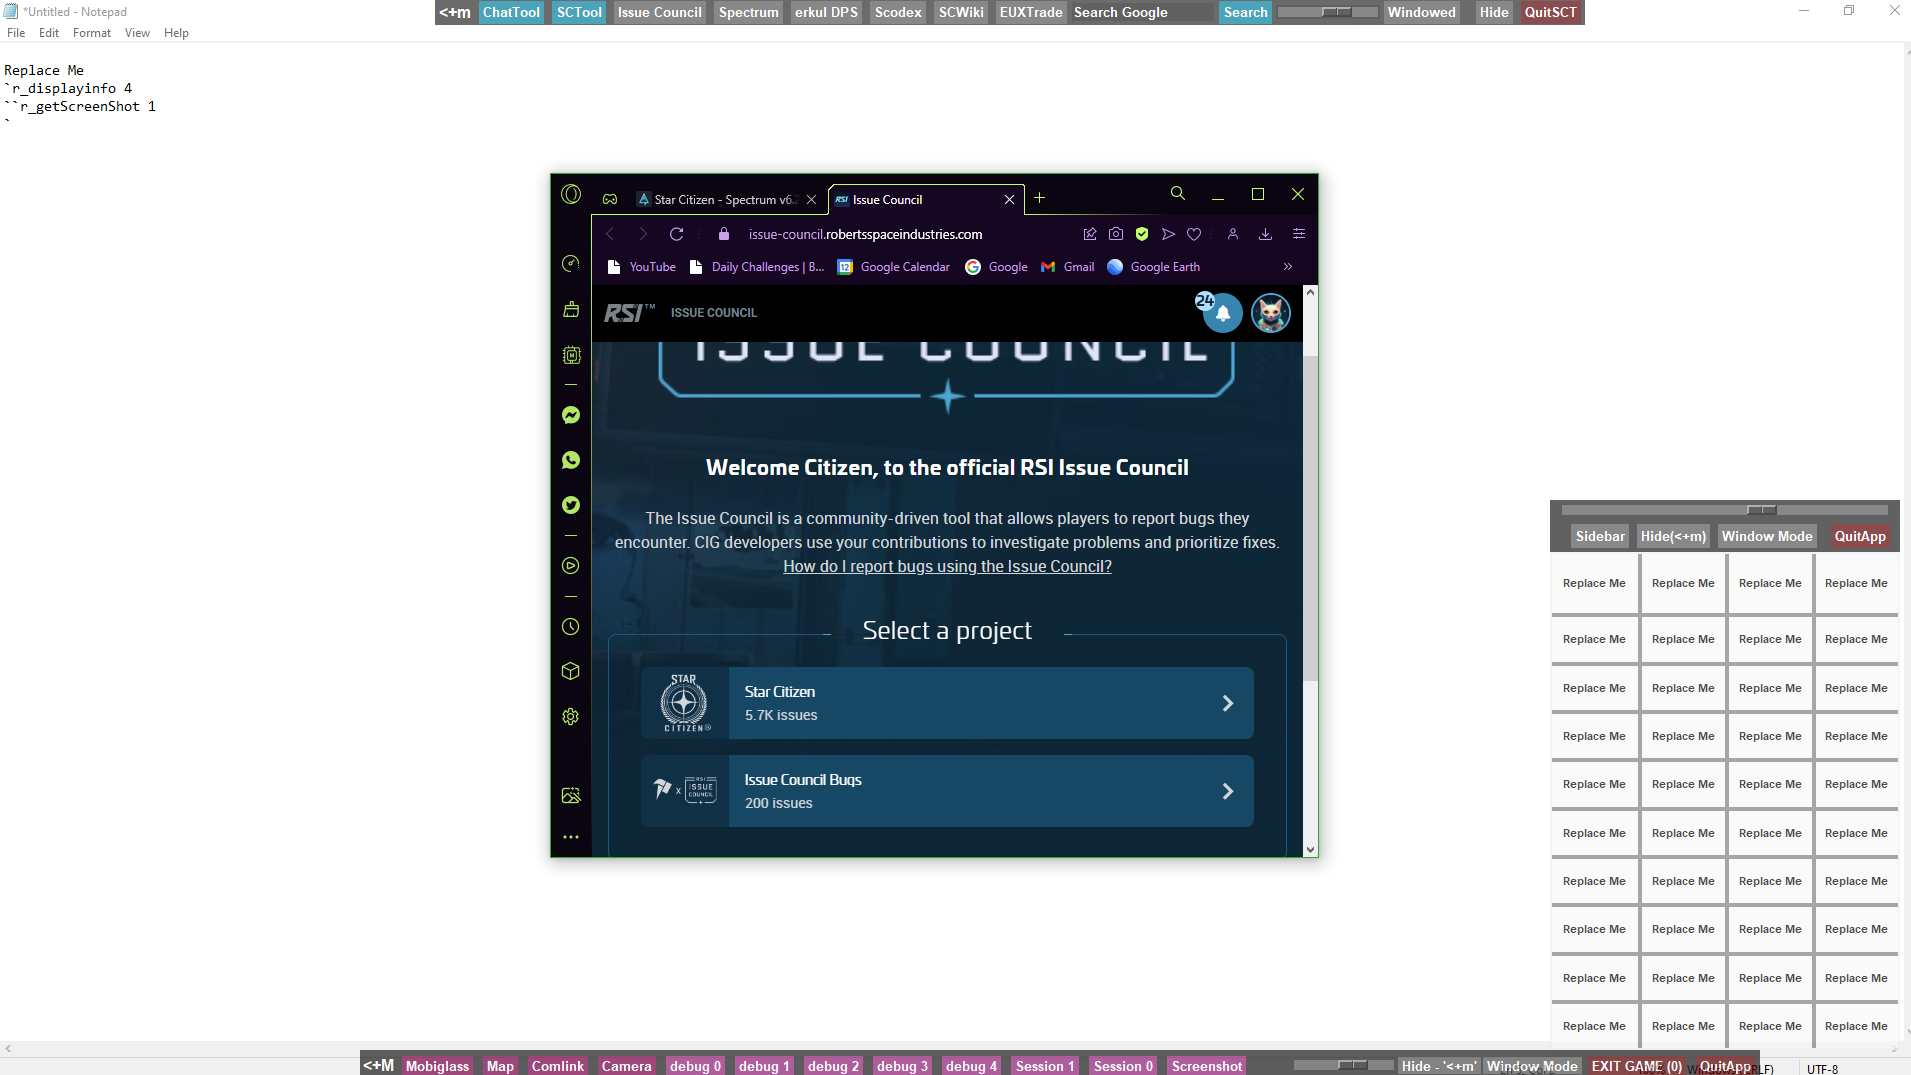 *Untitled - Notepad
<+m ChatTool SCTool Issue Council Spectrum erkul DPS Scodex SCWiki EUXTrade Search Google Search Windowed Hide QuitSCT
File Edit Format View Help
Replace Me
`r_displayinfo 4
``r_getScreenShot 1
`
Star Citizen - Spectrum v6.2
RSI Issue Council
issue-council.robertsspaceindustries.com
YouTube Daily Challenges | B... 12 Google Calendar Google Gmail Google Earth »
RSI™ ISSUE COUNCIL 24
ISSUE COUNCIL
Welcome Citizen, to the official RSI Issue Council
The Issue Council is a community-driven tool that allows players to report bugs they
encounter. CIG developers use your contributions to investigate problems and prioritize fixes.
How do I report bugs using the Issue Council?
Select a project
STAR CITIZEN
Star Citizen
5.7K issues
x RSI ISSUE COUNCIL
Issue Council Bugs
200 issues
Sidebar Hide(<+m) Window Mode QuitApp
Replace Me Replace Me Replace Me Replace Me
Replace Me Replace Me Replace Me Replace Me
Replace Me Replace Me Replace Me Replace Me
Replace Me Replace Me Replace Me Replace Me
Replace Me Replace Me Replace Me Replace Me
Replace Me Replace Me Replace Me Replace Me
Replace Me Replace Me Replace Me Replace Me
Replace Me Replace Me Replace Me Replace Me
Replace Me Replace Me Replace Me Replace Me
Replace Me Replace Me Replace Me Replace Me
<+M Mobiglass Map Comlink Camera debug 0 debug 1 debug 2 debug 3 debug 4 Session 1 Session 0 Screenshot Hide - '<+m' Window Mode EXIT GAME (0) QuitApp
UTF-8